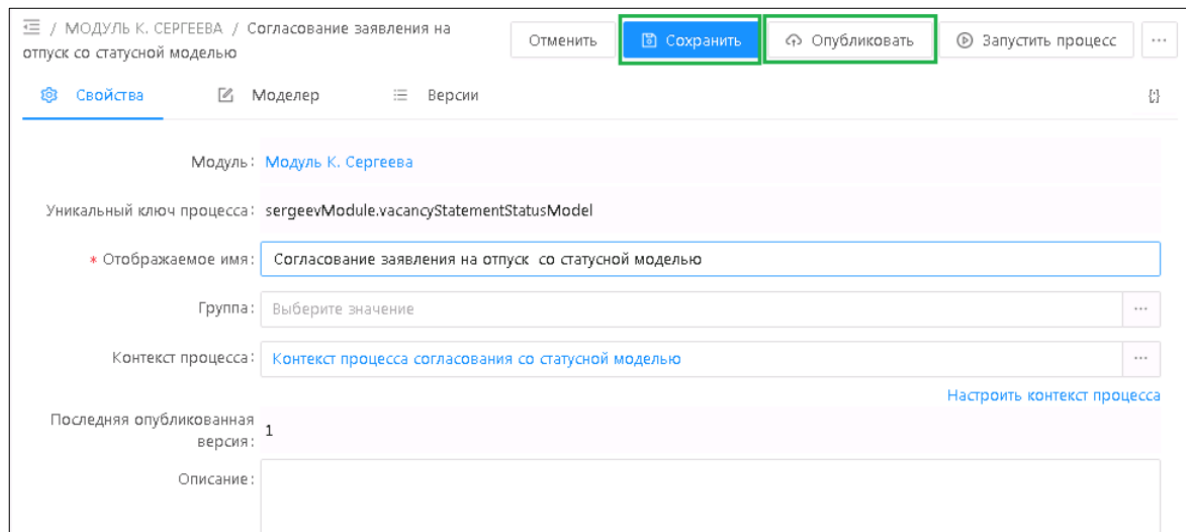 / МОДУЛЬ К. СЕРГЕЕВА / Согласование заявления на
отпуск со статусной моделью
Отменить
Сохранить
Опубликовать
Запустить процесс
Свойства
Моделер
Версии
Модуль: Модуль К. Сергеева
Уникальный ключ процесса: sergeevModule.vacancyStatementStatusModel
* Отображаемое имя: Согласование заявления на отпуск со статусной моделью
Группа: Выберите значение
Контекст процесса: Контекст процесса согласования со статусной моделью
Настроить контекст процесса
Последняя опубликованная
версия: 1
Описание: